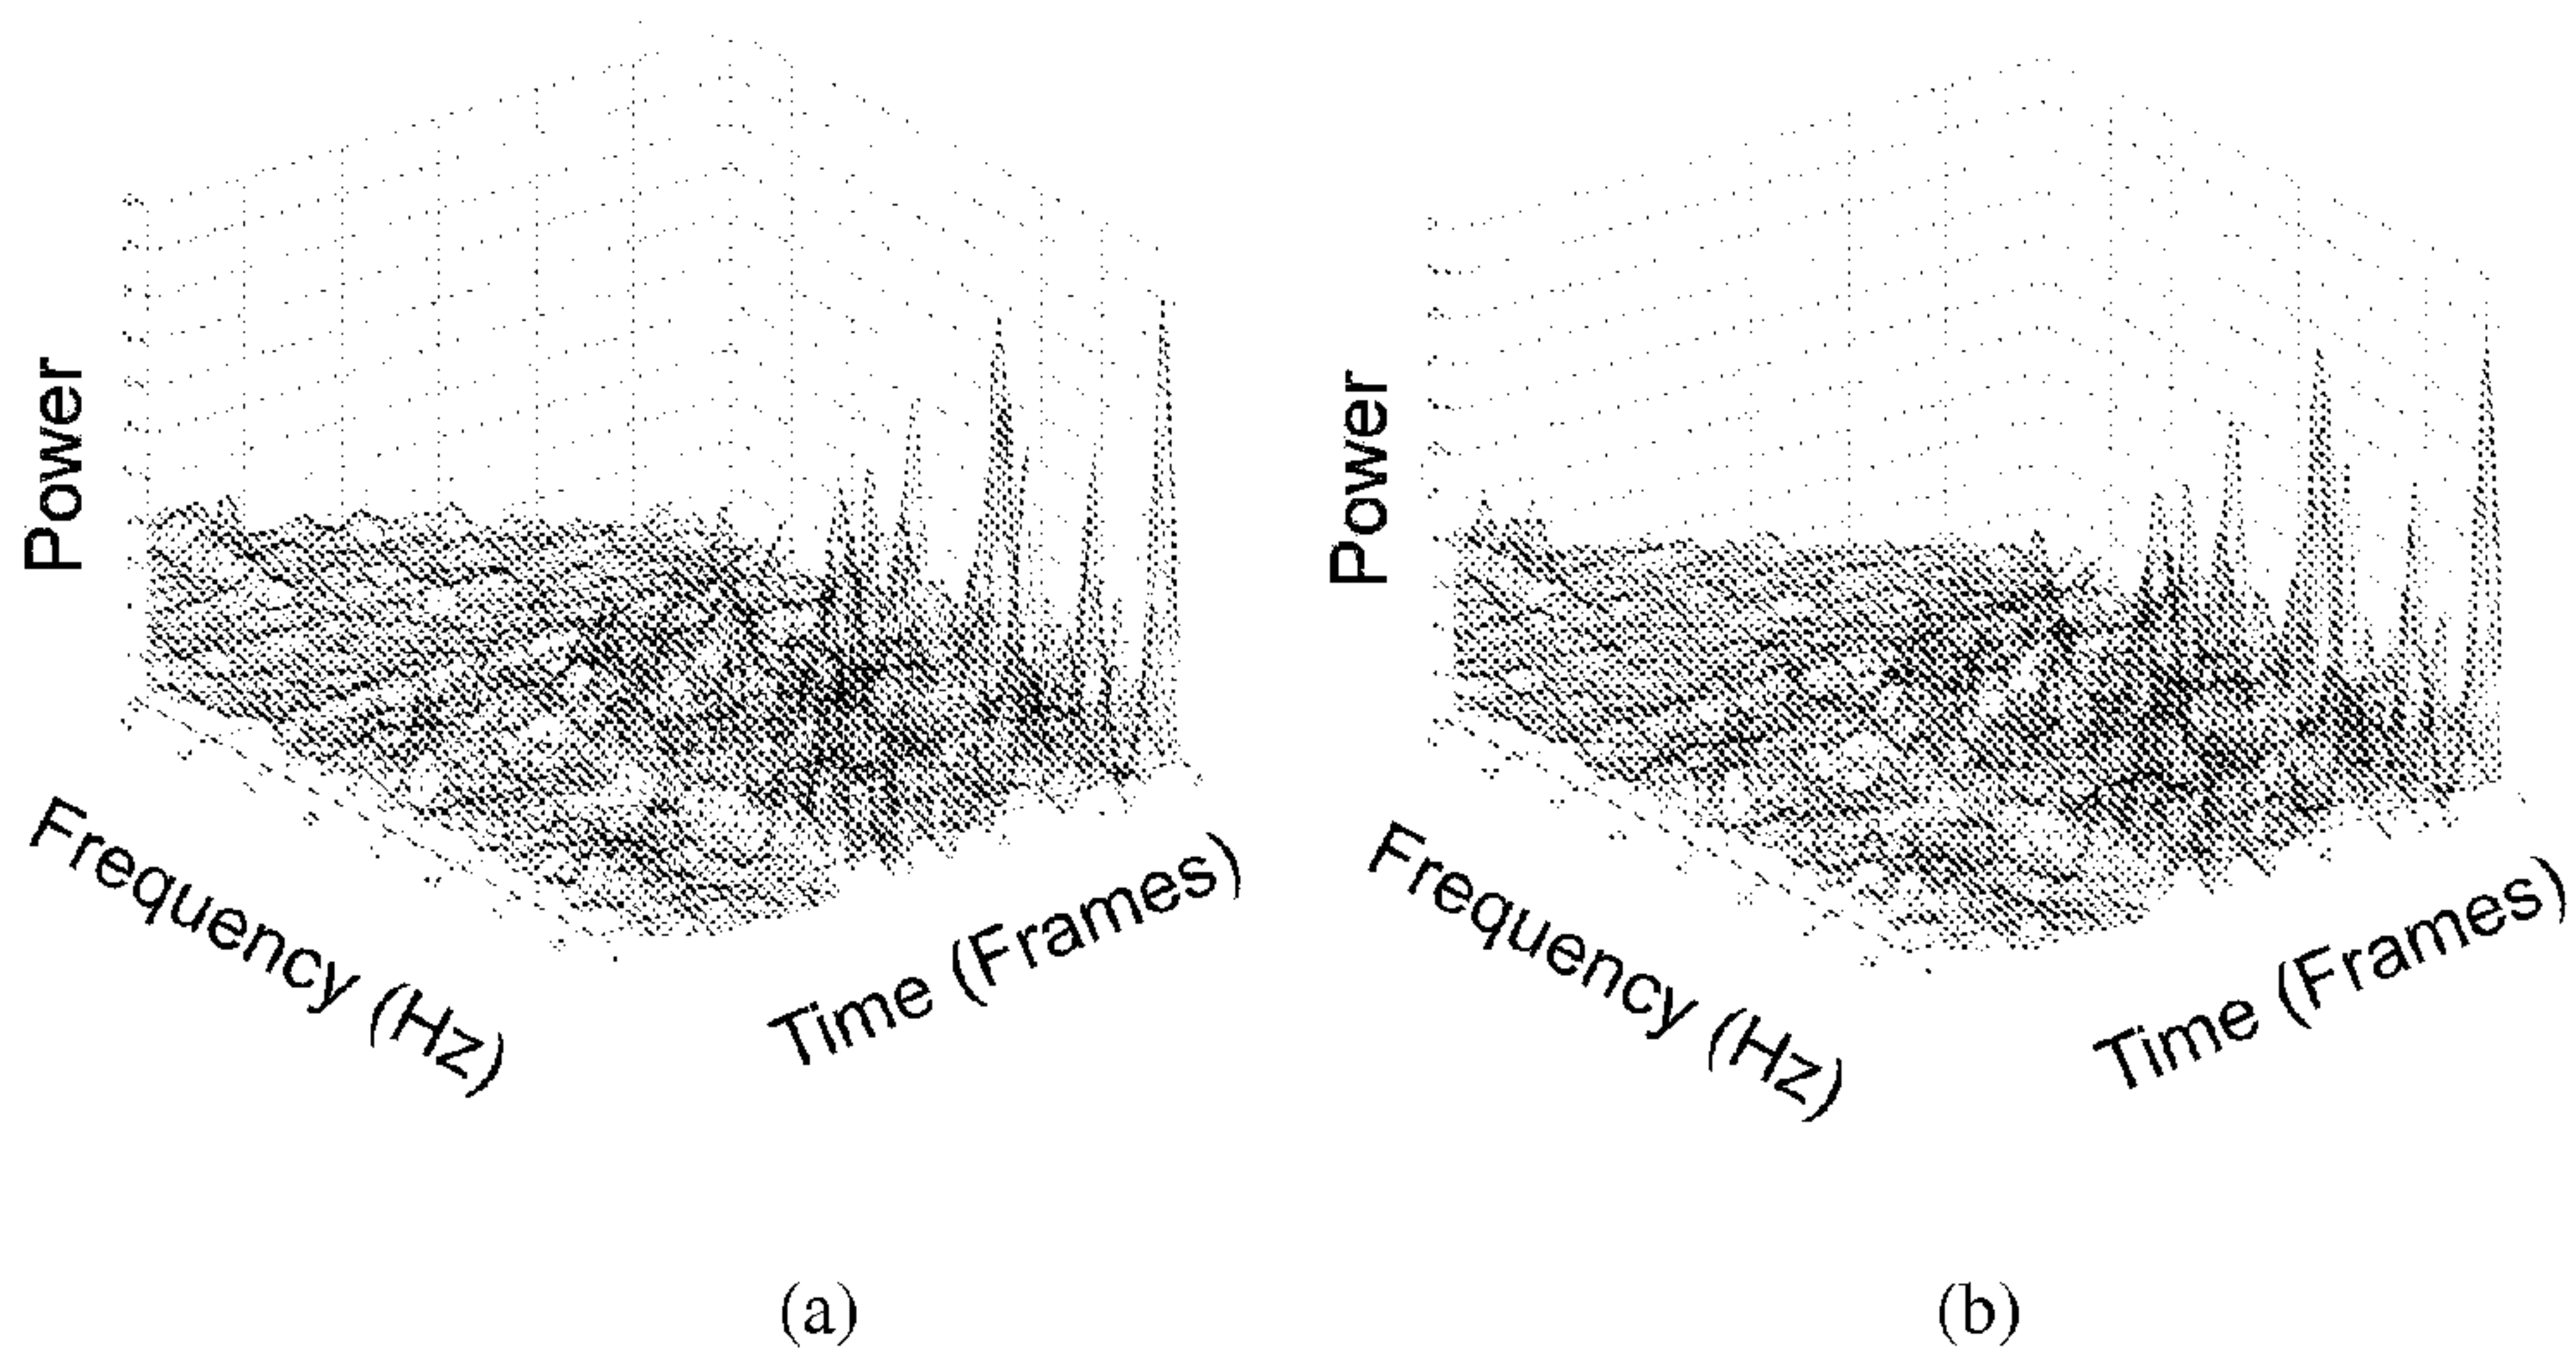 Power
Frequency (Hz)
Time (Frames)
(a)
Power
Frequency (Hz)
Time (Frames)
(b)